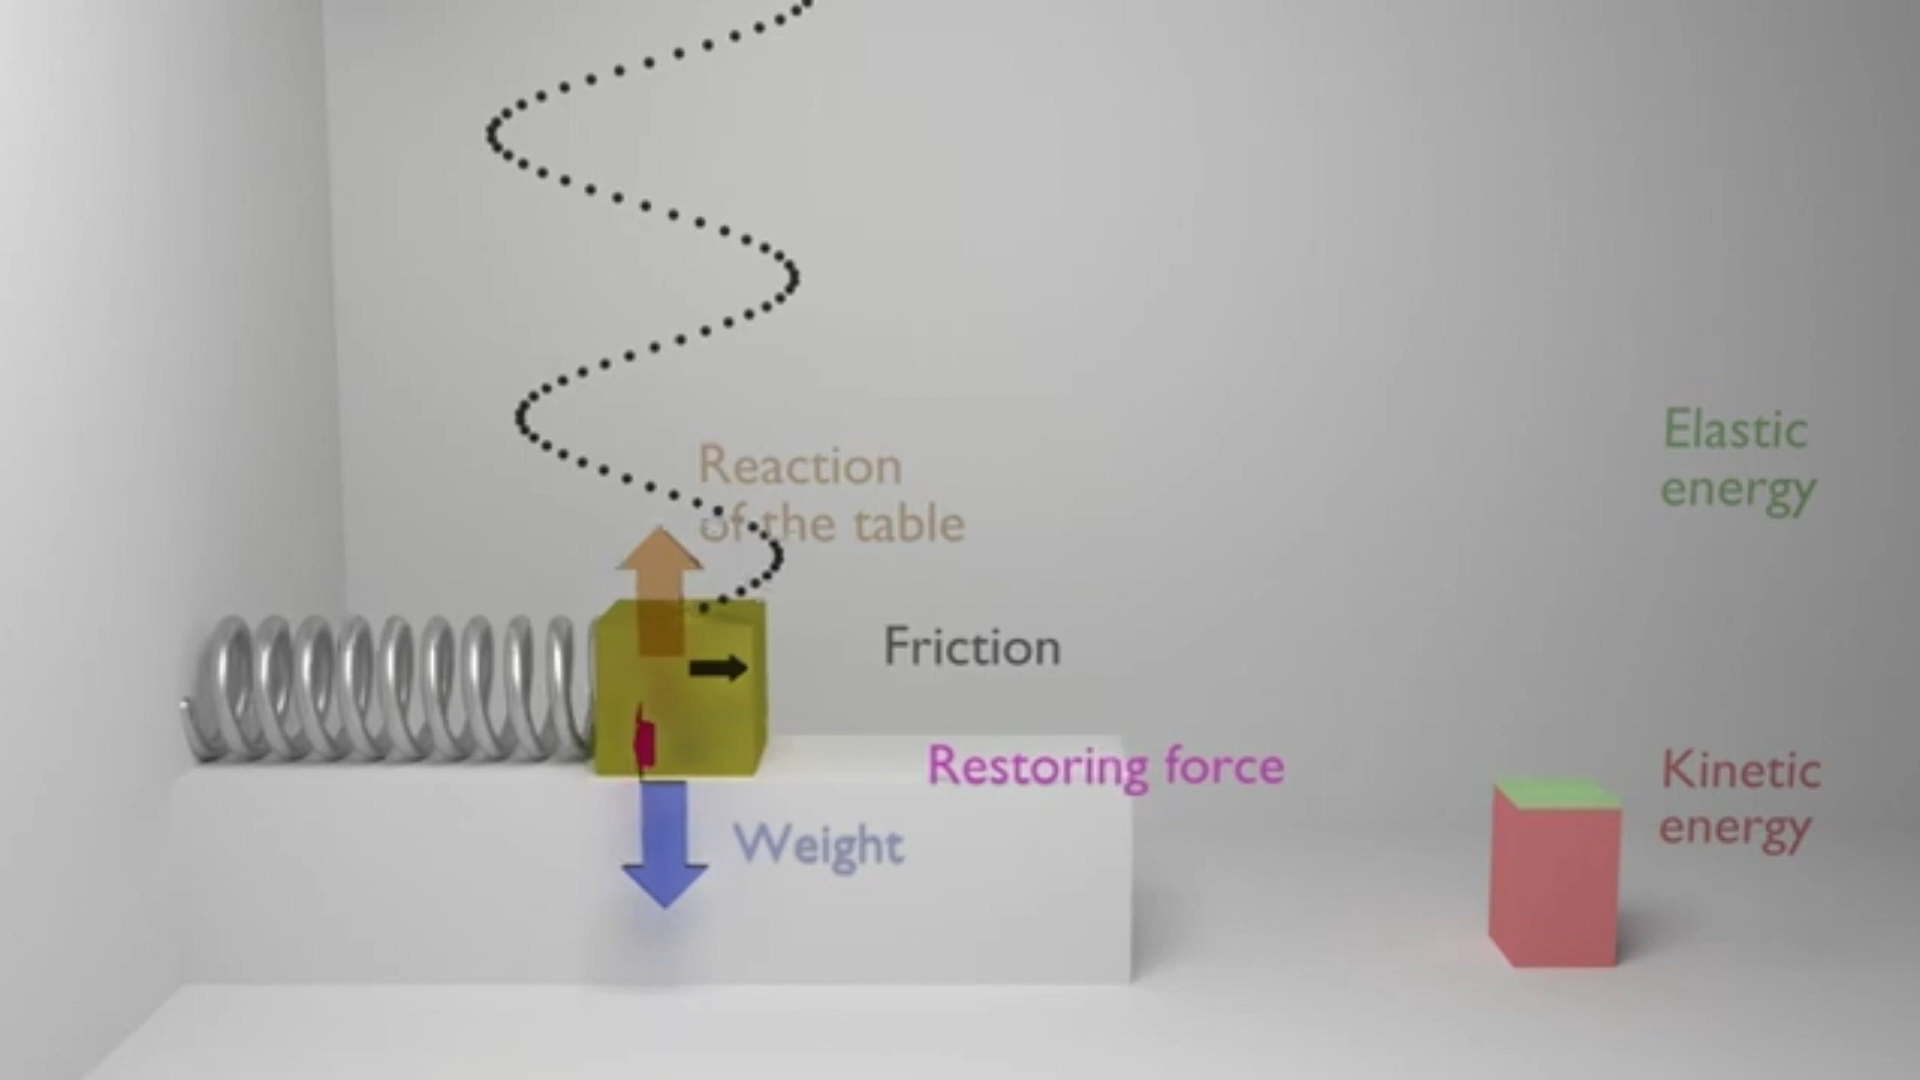 Reaction
of the table
Elastic
energy
Friction
Restoring force
Kinetic
energy
Weight